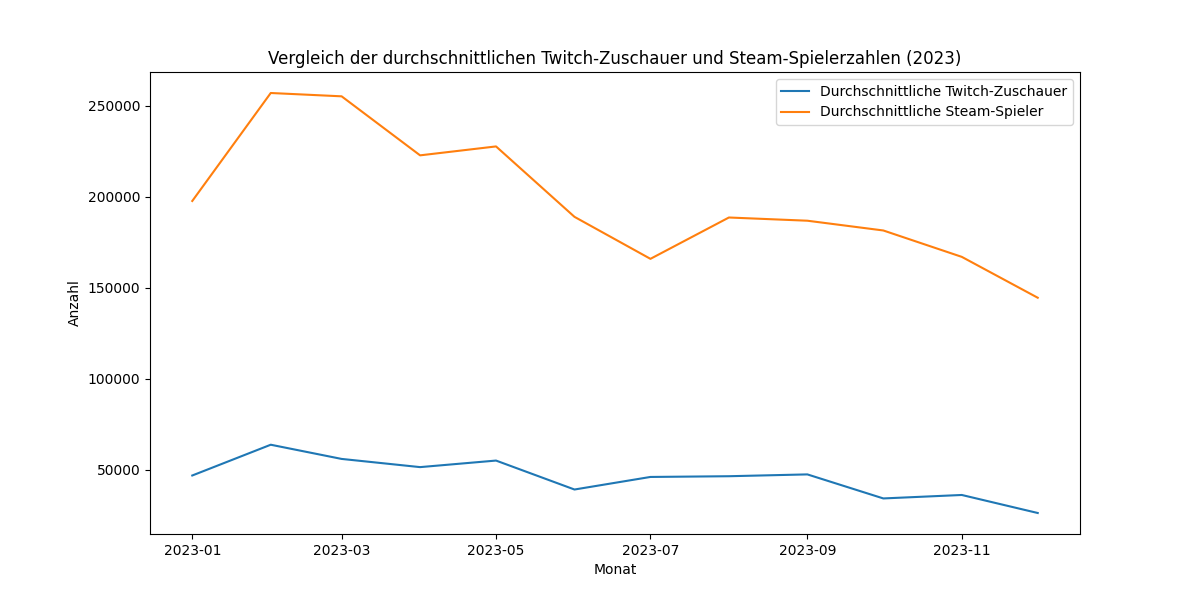 Vergleich der durchschnittlichen Twitch-Zuschauer und Steam-Spielerzahlen (2023)
Durchschnittliche Twitch-Zuschauer
Durchschnittliche Steam-Spieler
250000
200000
150000
100000
50000
Anzahl
2023-01 2023-03 2023-05 2023-07 2023-09 2023-11
Monat